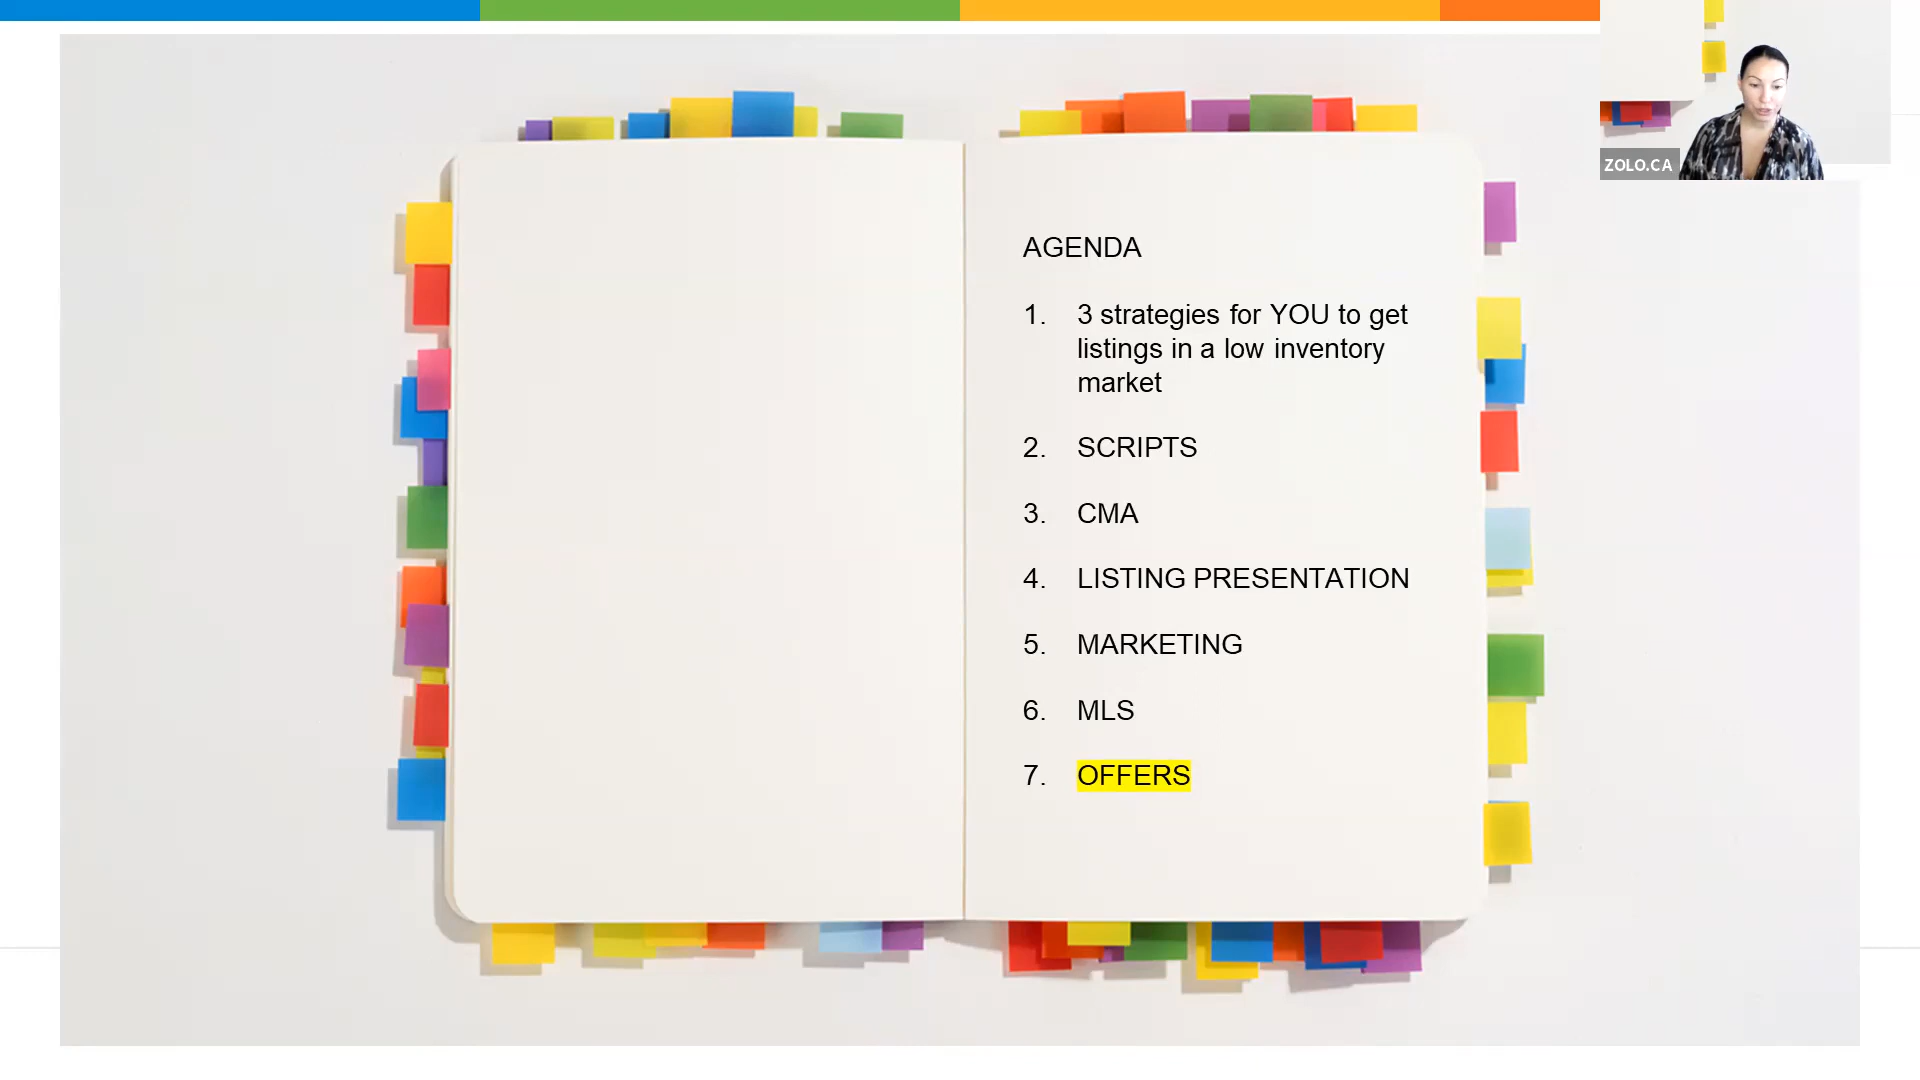 ZOLO.CA
AGENDA
1. 3 strategies for YOU to get
listings in a low inventory
market
2. SCRIPTS
3. CMA
4. LISTING PRESENTATION
5. MARKETING
6. MLS
7. OFFERS